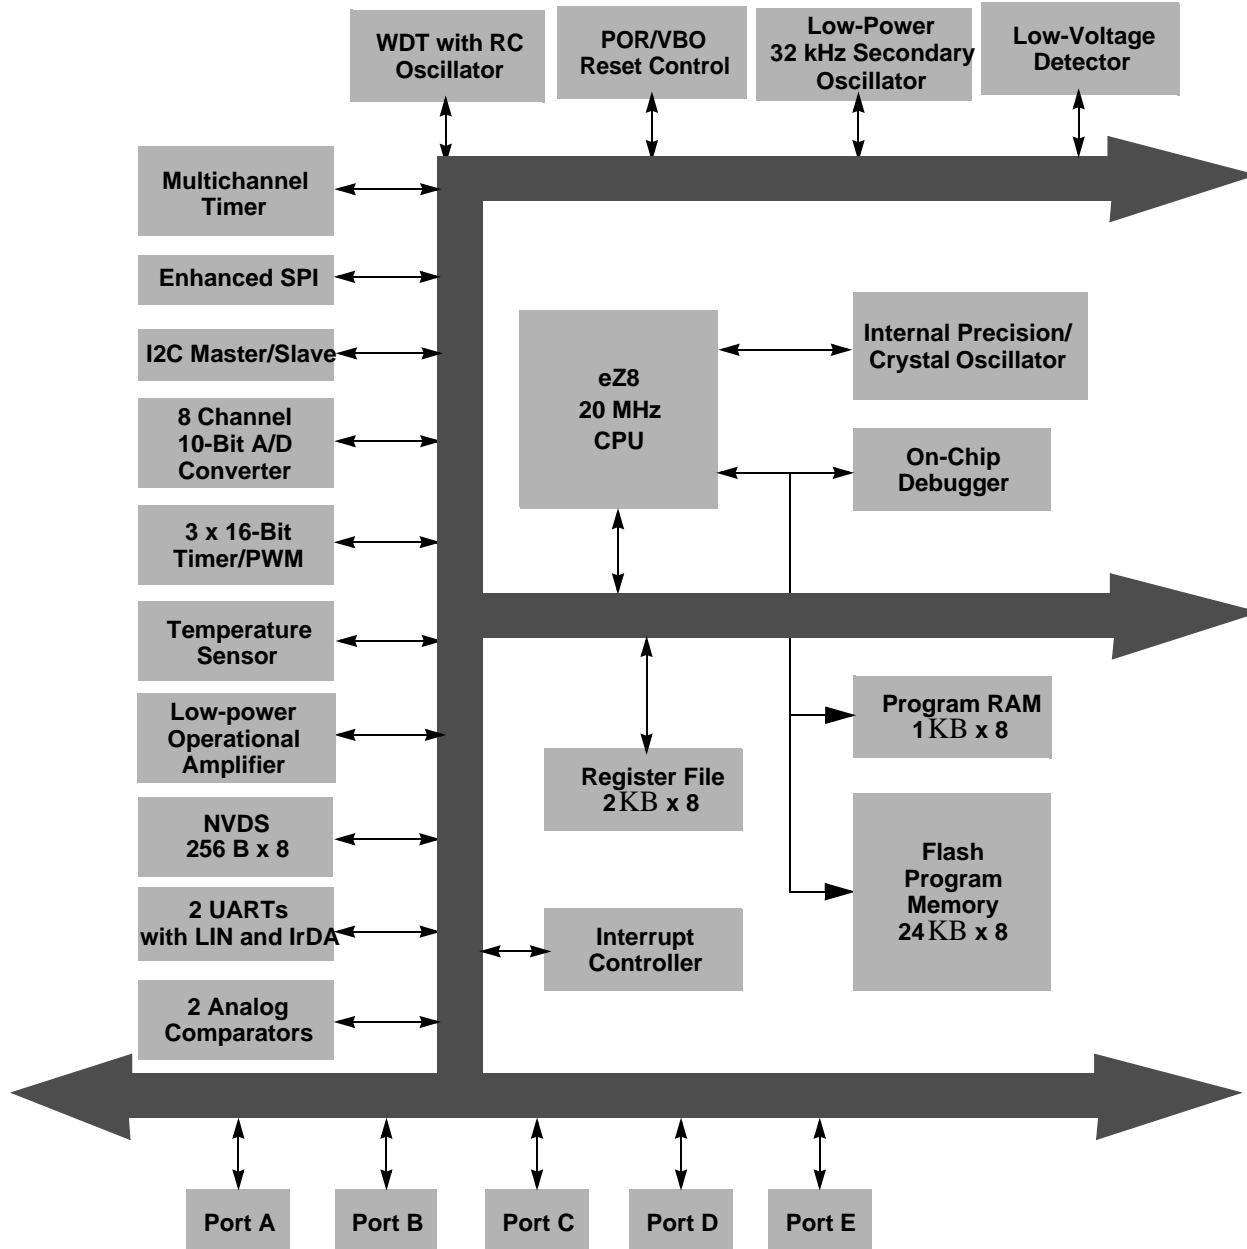 WDT with RC
Oscillator
POR/VBO
Reset Control
Low-Power
32 kHz Secondary
Oscillator
Low-Voltage
Detector
Multichannel
Timer
Enhanced SPI
I2C Master/Slave
8 Channel
10-Bit A/D
Converter
3 x 16-Bit
Timer/PWM
Temperature
Sensor
Low-power
Operational
Amplifier
NVDS
256 B x 8
2 UARTs
with LIN and IrDA
2 Analog
Comparators
eZ8
20 MHz
CPU
Internal Precision/
Crystal Oscillator
On-Chip
Debugger
Register File
2KB x 8
Program RAM
1KB x 8
Flash
Program
Memory
24KB x 8
Interrupt
Controller
Port A
Port B
Port C
Port D
Port E